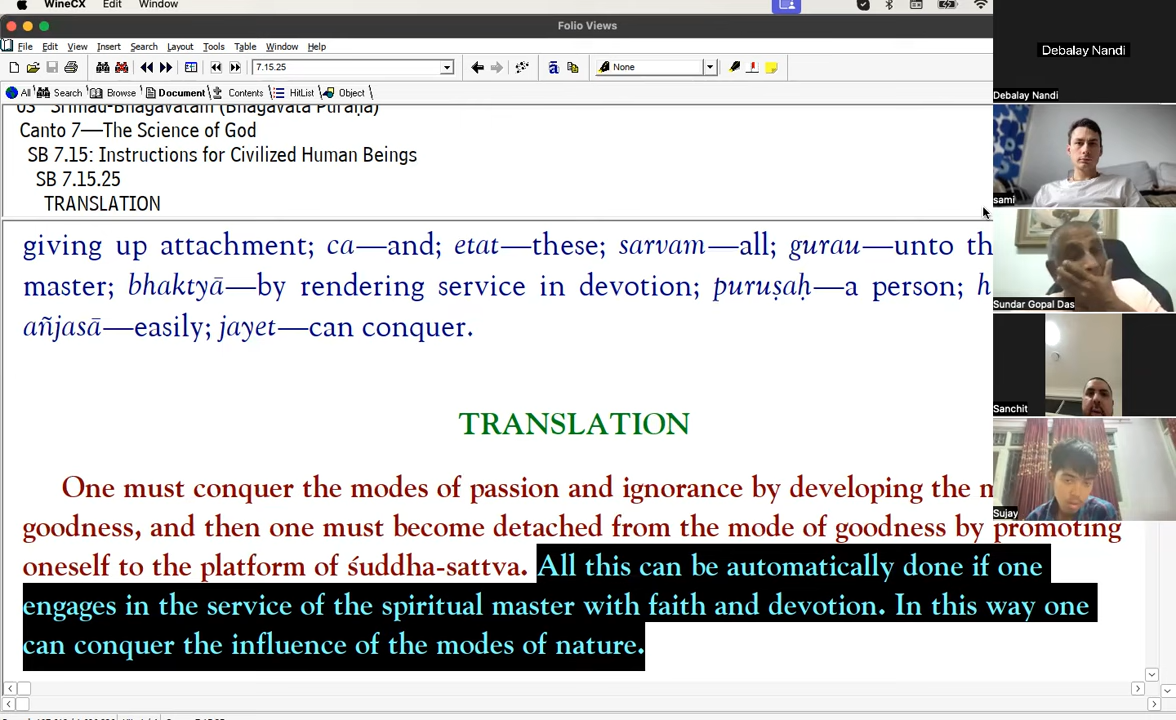 WineCX Edit Window
Folio Views
File Edit View Insert Search Layout Tools Table Window Help
7.15.25
None
All Search Browse Document Contents HitList Object
03 Śrīmad-Bhāgavatam (Bhāgavata Purāṇa)
Canto 7—The Science of God
SB 7.15: Instructions for Civilized Human Beings
SB 7.15.25
TRANSLATION
giving up attachment; ca—and; etat—these; sarvam—all; gurau—unto th
master; bhaktyā—by rendering service in devotion; puruṣaḥ—a person; h
añjasā—easily; jayet—can conquer.
TRANSLATION
One must conquer the modes of passion and ignorance by developing the m
goodness, and then one must become detached from the mode of goodness by promoting
oneself to the platform of śuddha-sattva. All this can be automatically done if one
engages in the service of the spiritual master with faith and devotion. In this way one
can conquer the influence of the modes of nature.
Debalay Nandi
Debalay Nandi
sami
Sundar Gopal Das
Sanchit
Sujay